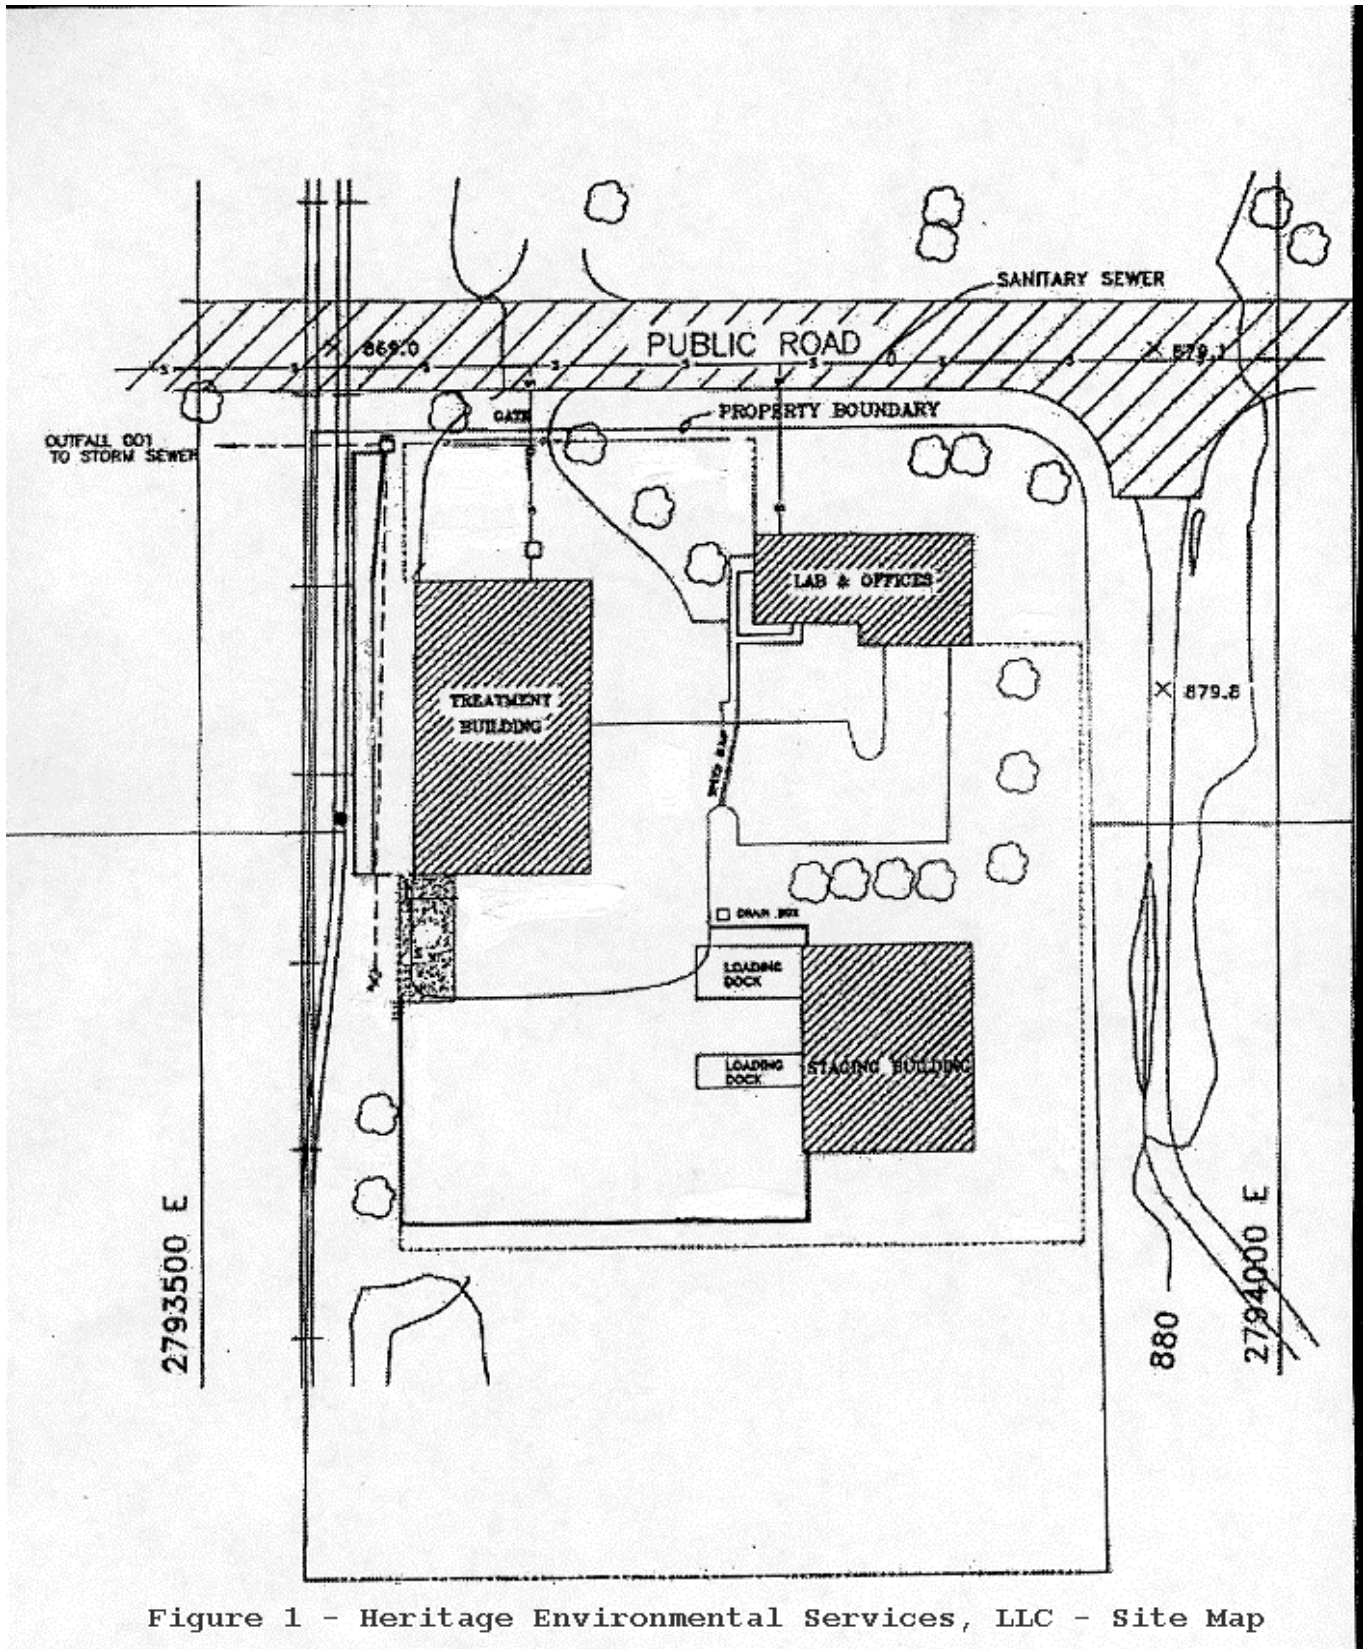 SANITARY SEWER
PUBLIC ROAD
869.0
879.1
S S S S S S S S
GATE
PROPERTY BOUNDARY
OUTFALL 001
TO STORM SEWER
LAB & OFFICES
TREATMENT
BUILDING
879.8
SPEED BUMP
DRAIN BOX
LOADING
DOCK
LOADING
DOCK
STAGING BUILDING
2793500 E
880
2794000 E
Figure 1 - Heritage Environmental Services, LLC - Site Map